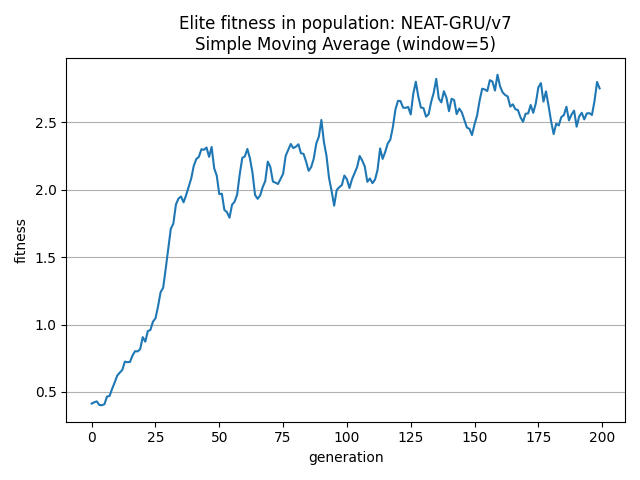 Elite fitness in population: NEAT-GRU/v7
Simple Moving Average (window=5)
fitness
2.5
2.0
1.5
1.0
0.5
0 25 50 75 100 125 150 175 200
generation